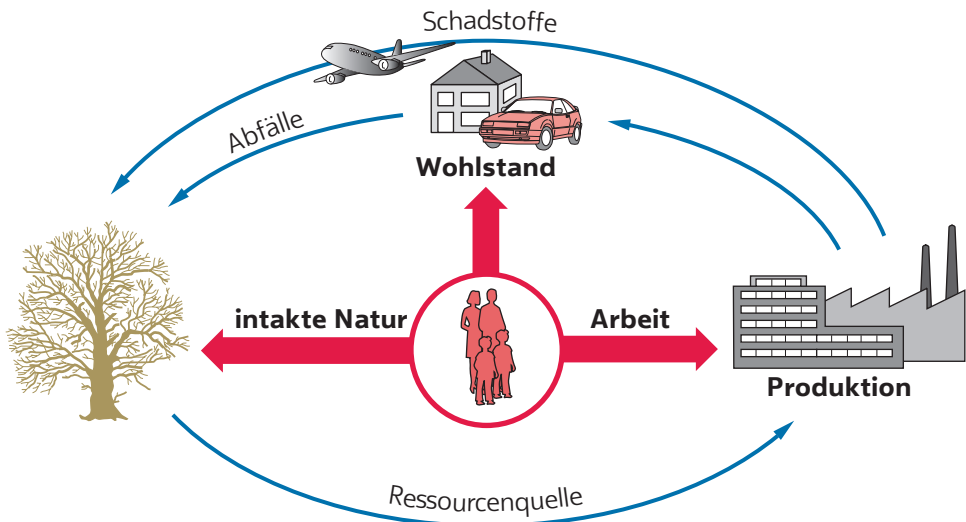 Schadstoffe
Abfälle
Wohlstand
intakte Natur
Arbeit
Produktion
Ressourcenquelle